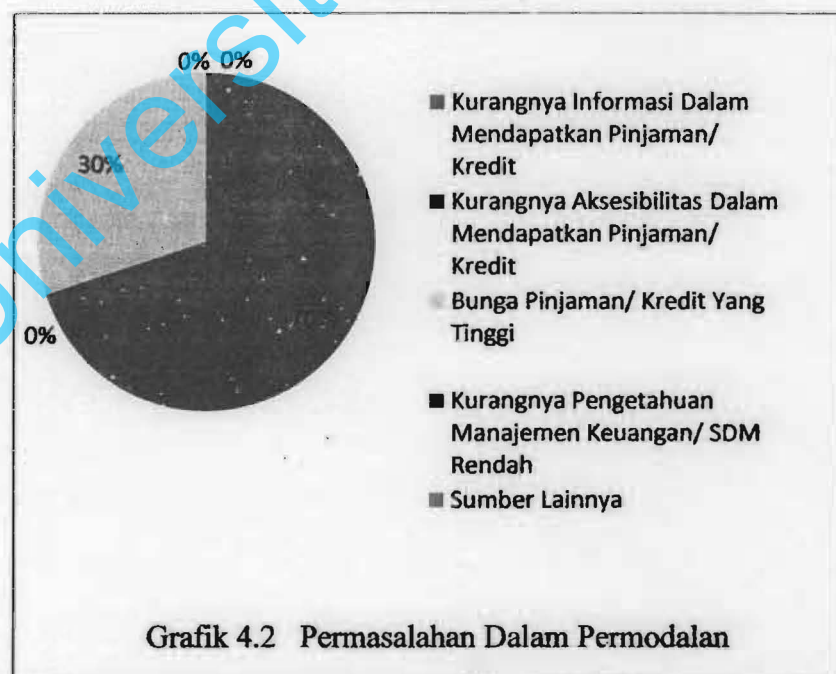 0% 0%
30%
0%
Kurangnya Informasi Dalam
Mendapatkan Pinjaman/
Kredit
Kurangnya Aksesibilitas Dalam
Mendapatkan Pinjaman/
Kredit
Bunga Pinjaman/ Kredit Yang
Tinggi
Kurangnya Pengetahuan
Manajemen Keuangan/ SDM
Rendah
Sumber Lainnya
Grafik 4.2 Permasalahan Dalam Permodalan